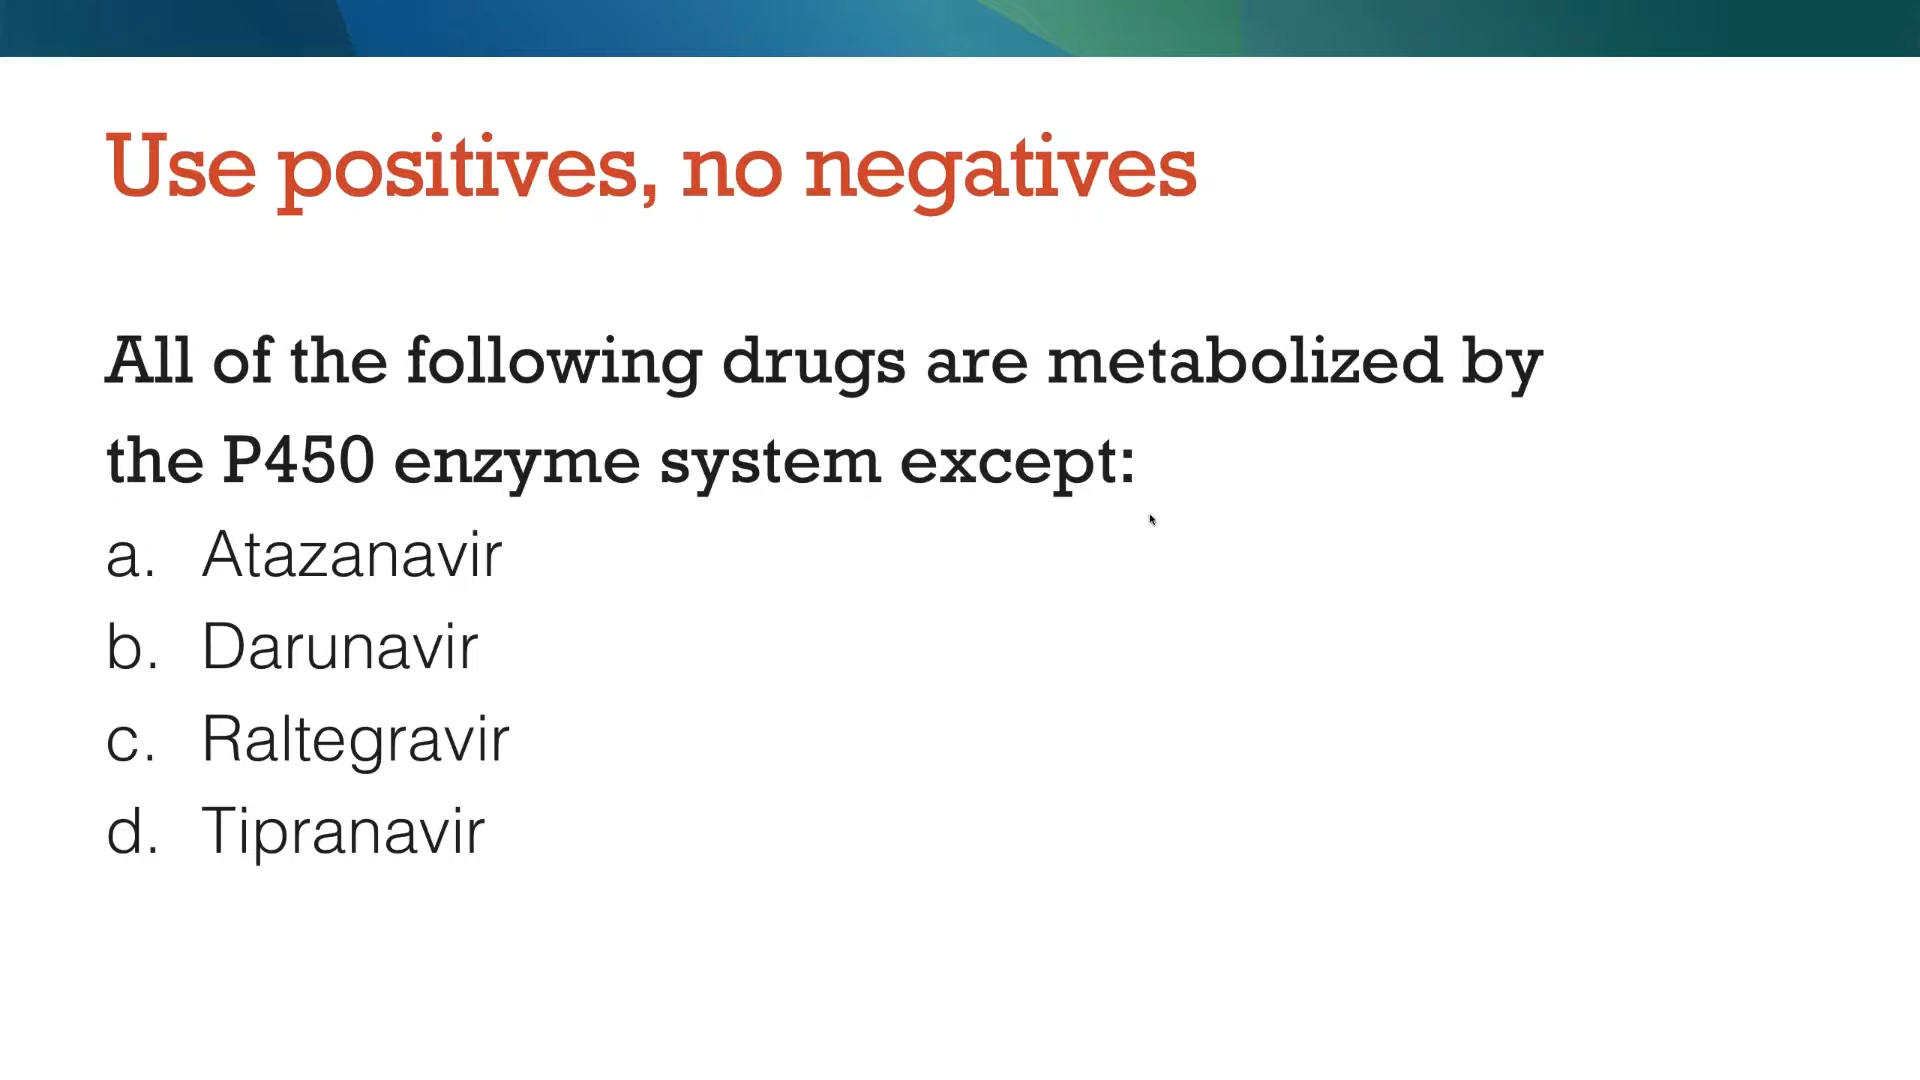 Use positives, no negatives
All of the following drugs are metabolized by
the P450 enzyme system except:
a. Atazanavir
b. Darunavir
c. Raltegravir
d. Tipranavir